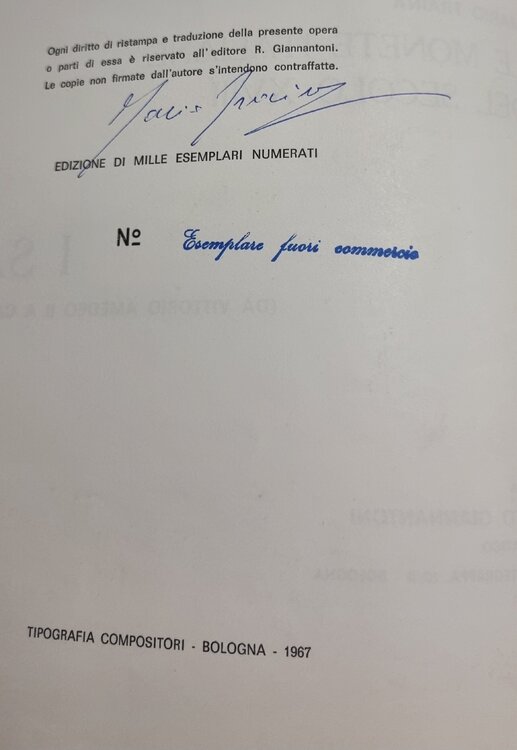 Ogni diritto di ristampa e traduzione della presente opera
o parti di essa è riservato all'editore R. Giannantoni.
Le copie non firmate dall'autore s'intendono contraffatte.
EDIZIONE DI MILLE ESEMPLARI NUMERATI
Nº Esemplare fuori commercio
TIPOGRAFIA COMPOSITORI - BOLOGNA - 1967